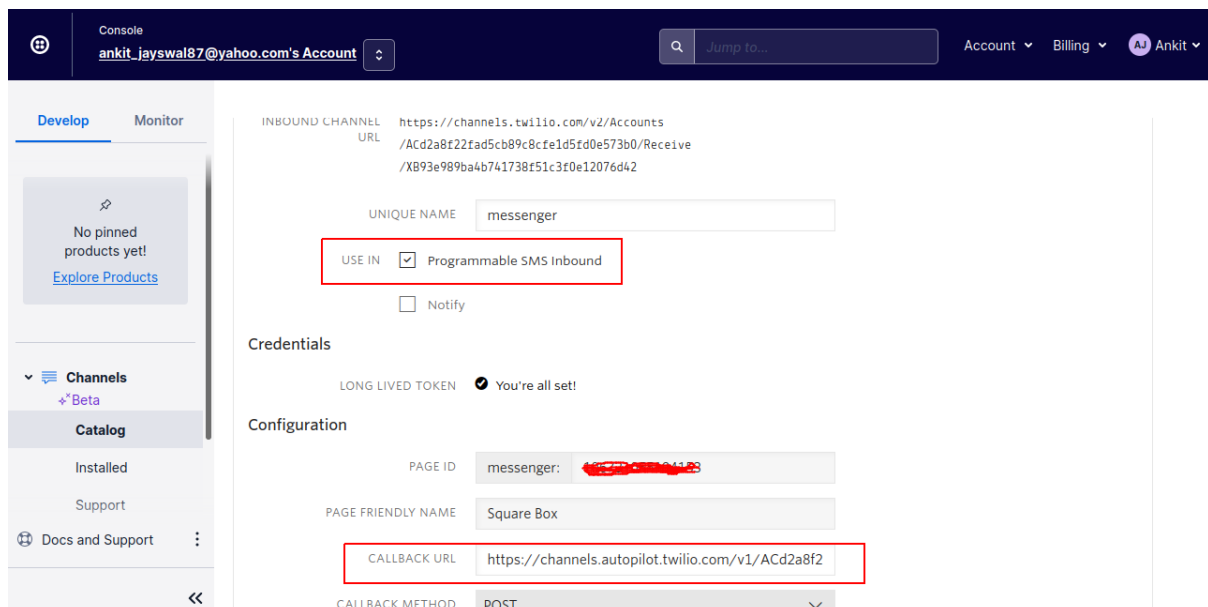 Console
ankit_jayswal87@yahoo.com's Account
Jump to...
Account
Billing
AJ Ankit
Develop
Monitor
No pinned
products yet!
Explore Products
Channels
Beta
Catalog
Installed
Support
Docs and Support
INBOUND CHANNEL
URL
https://channels.twilio.com/v2/Accounts
/ACd2a8f22fad5cb89c8cfe1d5fd0e573b0/Receive
/XB93e989ba4b741738f51c3f0e12076d42
UNIQUE NAME messenger
USE IN Programmable SMS Inbound
Notify
Credentials
LONG LIVED TOKEN You're all set!
Configuration
PAGE ID messenger:
PAGE FRIENDLY NAME Square Box
CALLBACK URL https://channels.autopilot.twilio.com/v1/ACd2a8f2
CALLBACK METHOD POST